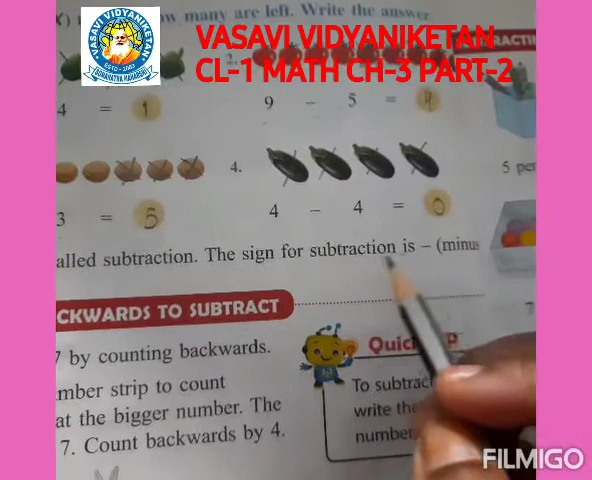 ow many are left. Write the answer.
VASAVI VIDYANIKETAN
CL-1 MATH CH-3 PART-2
VASAVI VIDYANIKETAN
ESTD - 2003
4 = 1
9 - 5 = 4
4.
5 per
3 = 5
4 - 4 = 0
alled subtraction. The sign for subtraction is – (minus
CKWARDS TO SUBTRACT
7 by counting backwards.
mber strip to count
at the bigger number. The
7. Count backwards by 4.
Quic
P
To subtrac
write the
number
FILMIGO